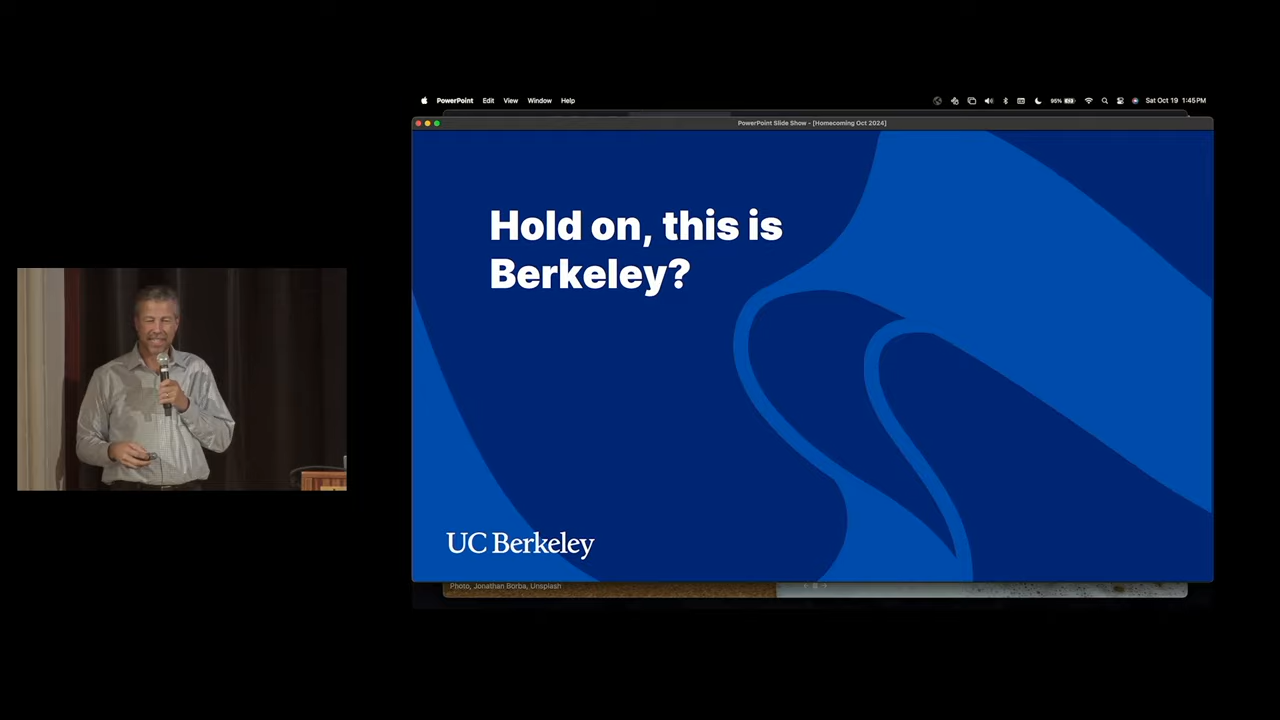 PowerPoint Edit View Window Help
95% Sat Oct 19 1:45 PM
PowerPoint Slide Show - [Homecoming Oct 2024]
Hold on, this is
Berkeley?
UC Berkeley
Photo, Jonathan Borba, Unsplash